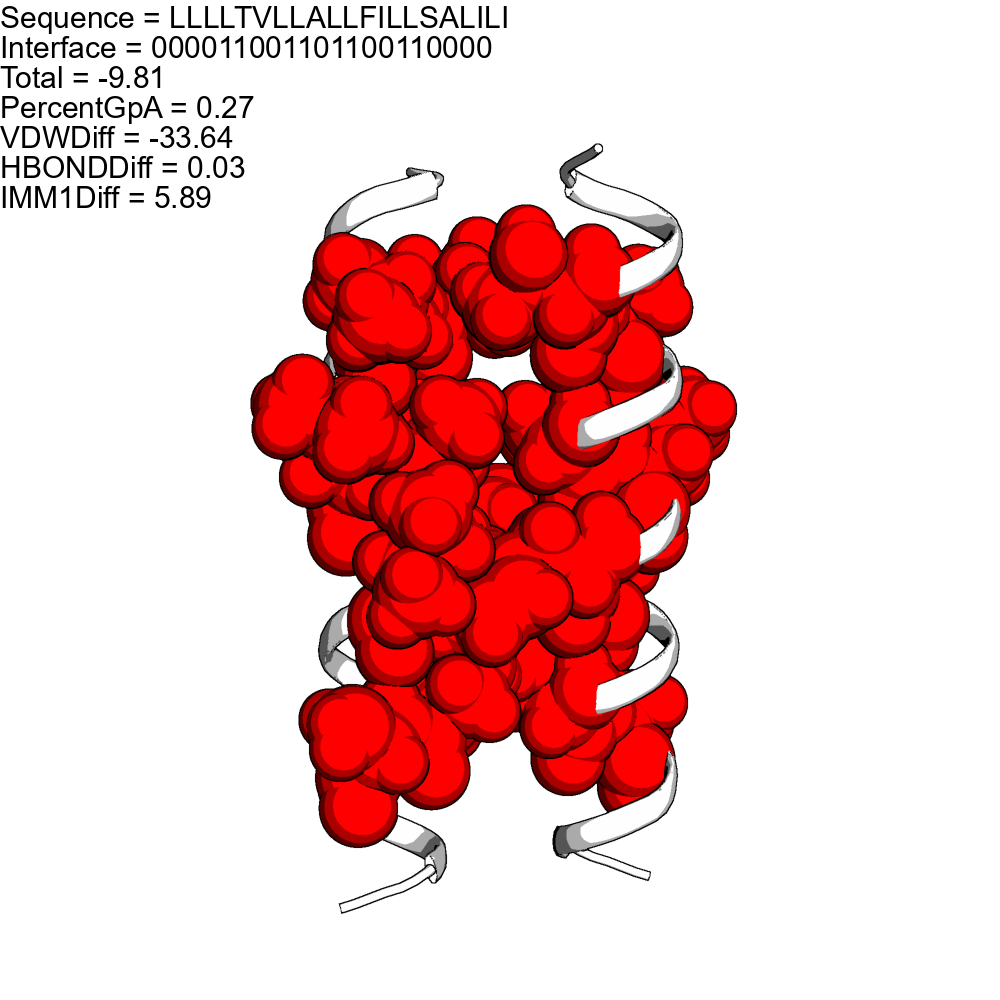 Sequence = LLLLTVLLALLFILLSALILI
Interface = 000011001101100110000
Total = -9.81
PercentGpA = 0.27
VDWDiff = -33.64
HBONDDiff = 0.03
IMM1Diff = 5.89